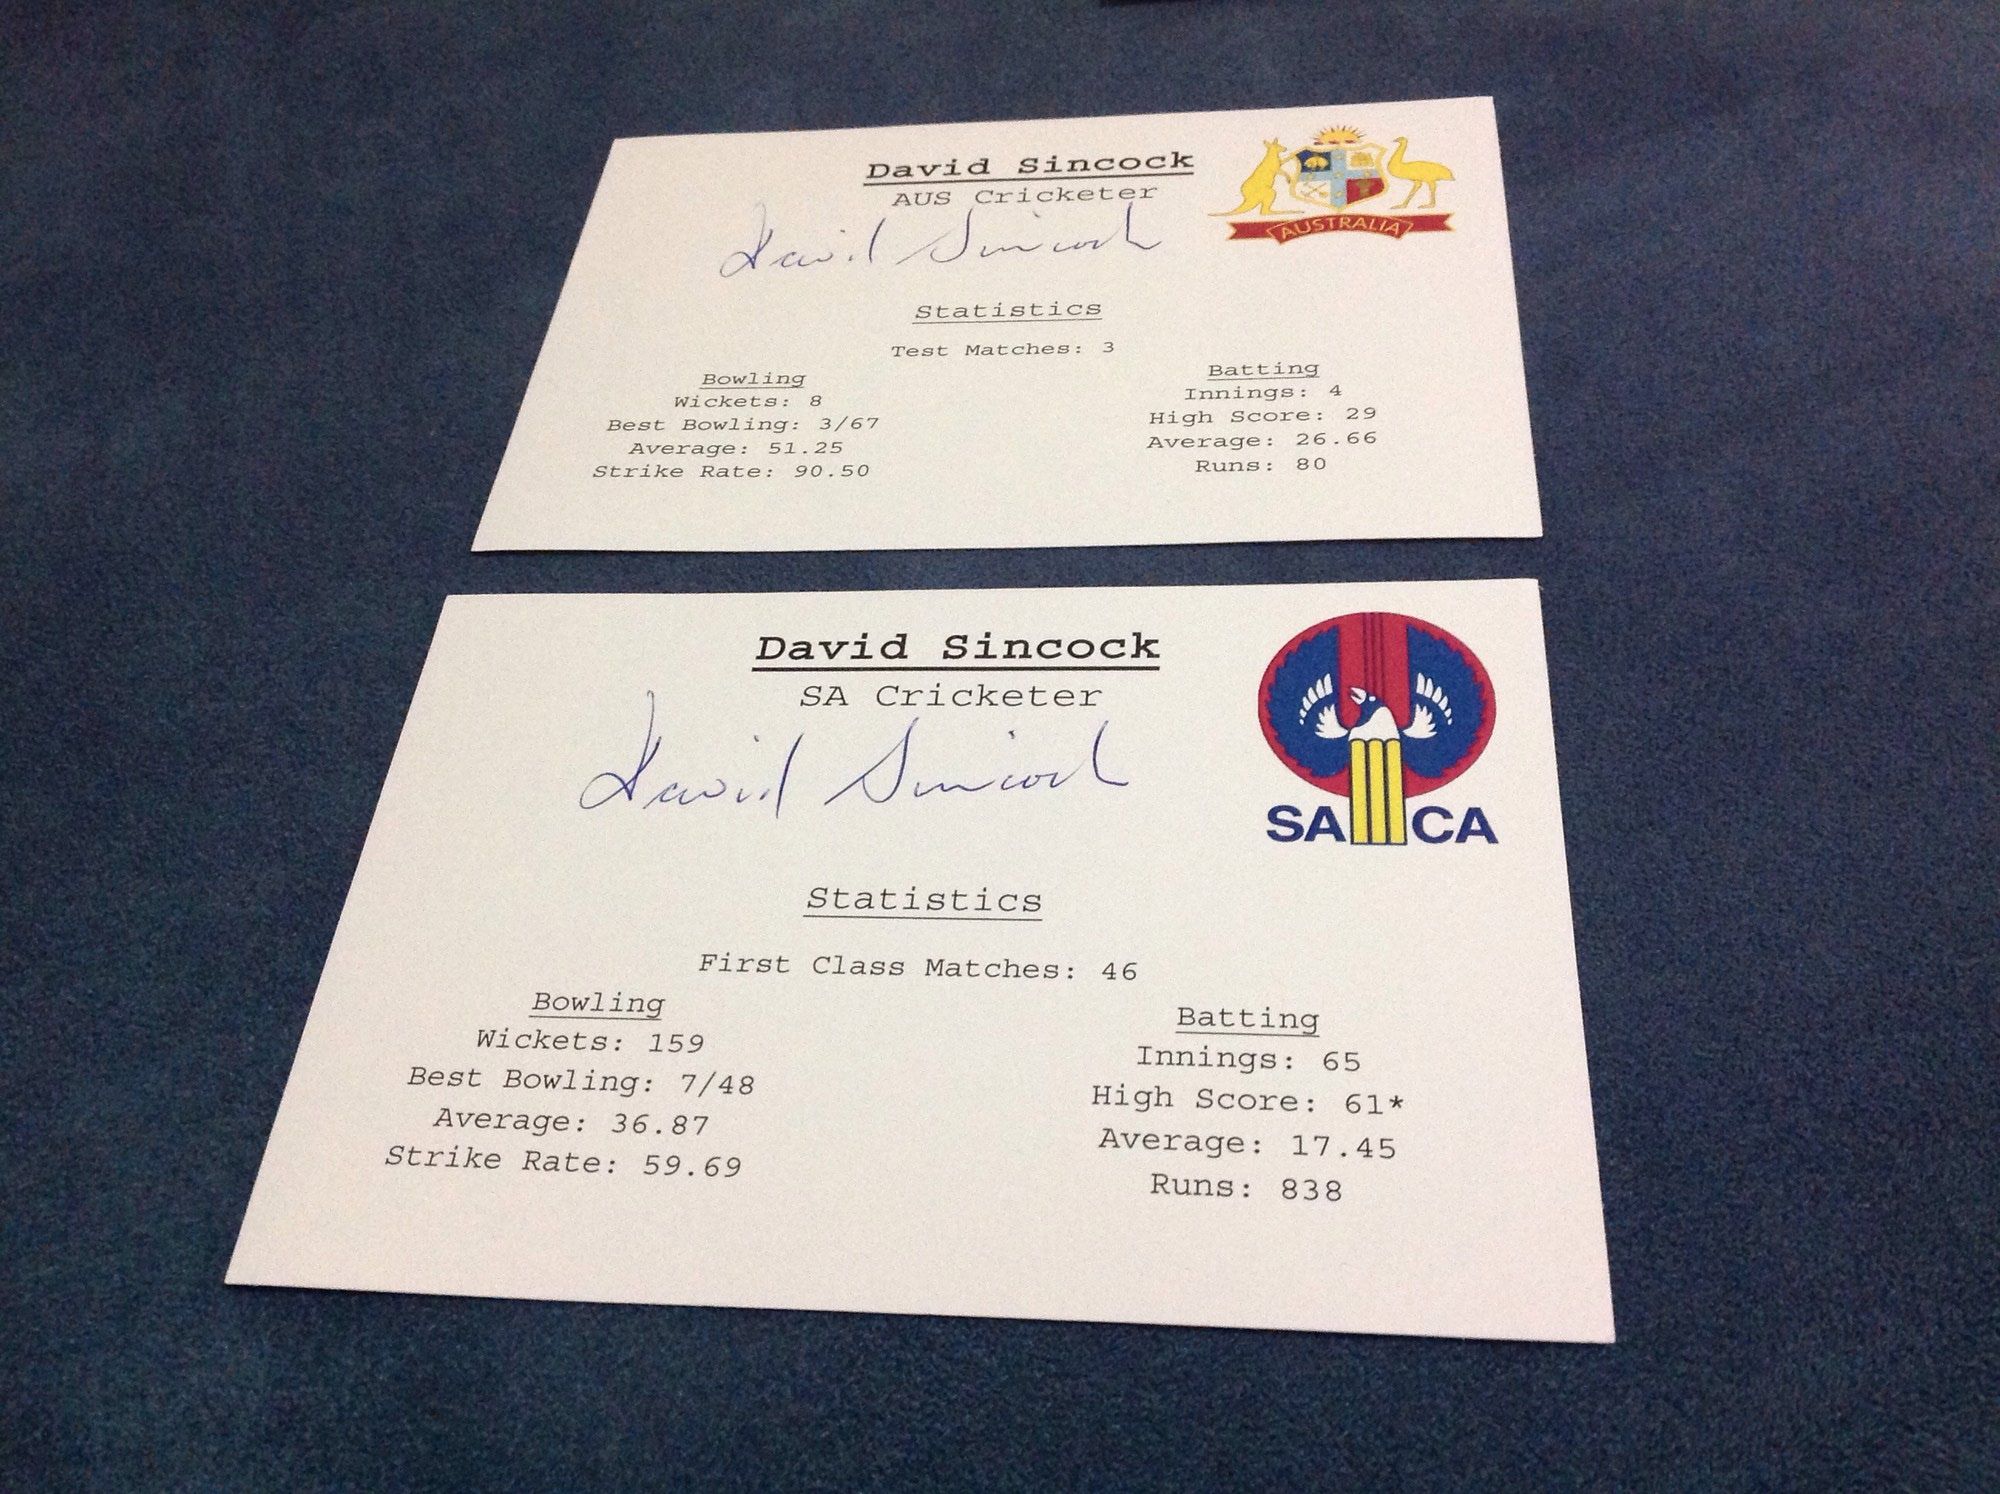 David Sincock
AUS Cricketer
David Sincock
AUSTRALIA
Statistics
Test Matches: 3
Bowling
Wickets: 8
Best Bowling: 3/67
Average: 51.25
Strike Rate: 90.50
Batting
Innings: 4
High Score: 29
Average: 26.66
Runs: 80
David Sincock
SA Cricketer
David Sincock
SACA
Statistics
First Class Matches: 46
Bowling
Wickets: 159
Best Bowling: 7/48
Average: 36.87
Strike Rate: 59.69
Batting
Innings: 65
High Score: 61*
Average: 17.45
Runs: 838